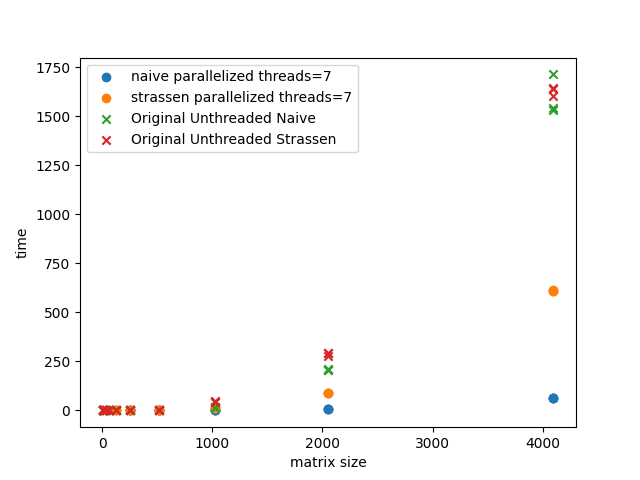 1750
1500
1250
1000
750
500
250
0
time
naive parallelized threads=7
strassen parallelized threads=7
Original Unthreaded Naive
Original Unthreaded Strassen
0 1000 2000 3000 4000
matrix size